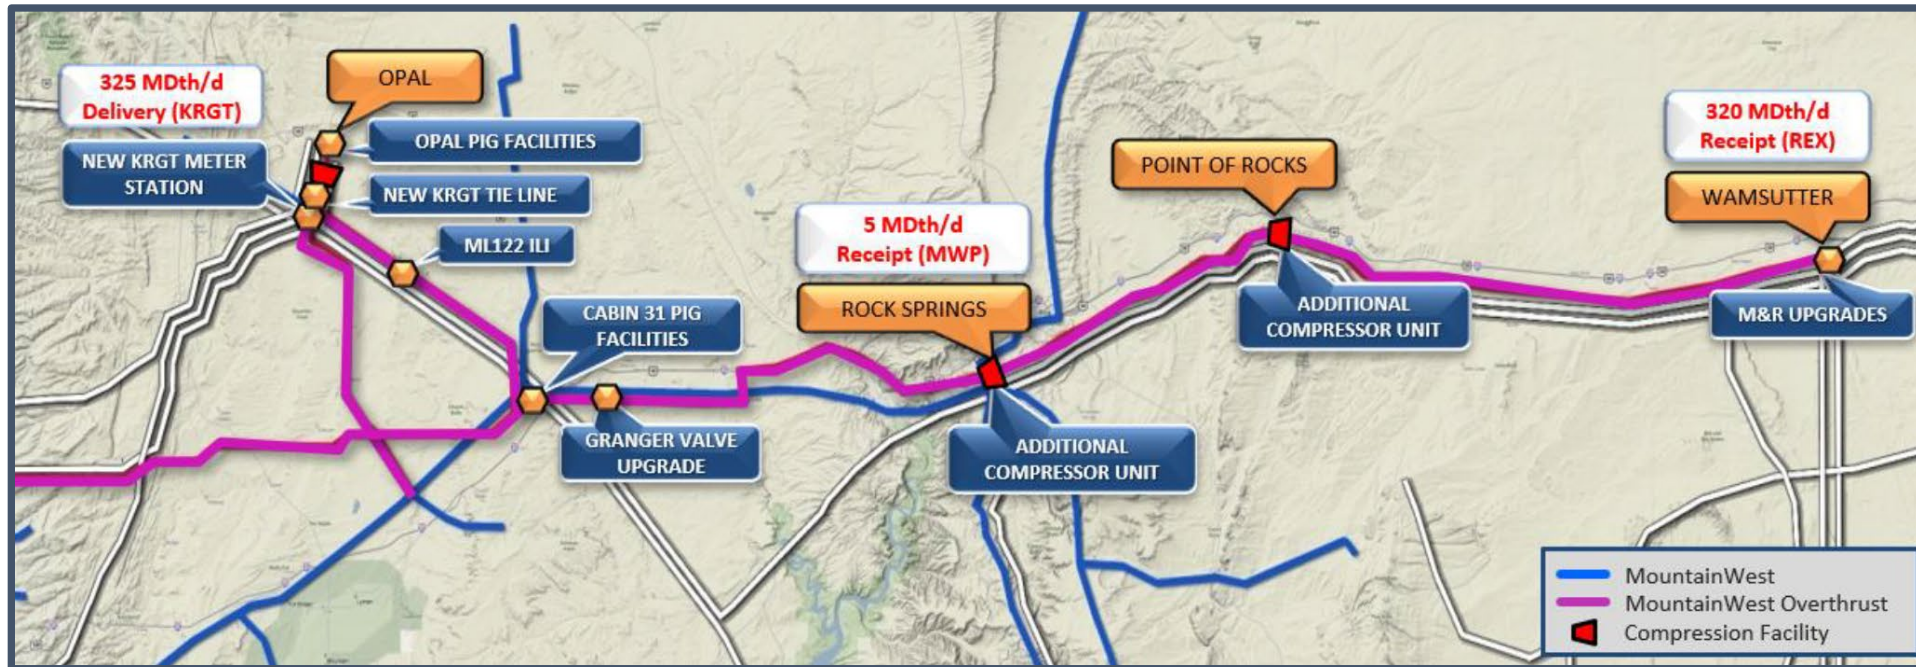 325 MDth/d
Delivery (KRGT)
OPAL
OPAL PIG FACILITIES
NEW KRGT METER
STATION
NEW KRGT TIE LINE
ML122 ILI
CABIN 31 PIG
FACILITIES
GRANGER VALVE
UPGRADE
5 MDth/d
Receipt (MWP)
ROCK SPRINGS
ADDITIONAL
COMPRESSOR UNIT
POINT OF ROCKS
ADDITIONAL
COMPRESSOR UNIT
320 MDth/d
Receipt (REX)
WAMSUTTER
M&R UPGRADES
MountainWest
MountainWest Overthrust
Compression Facility